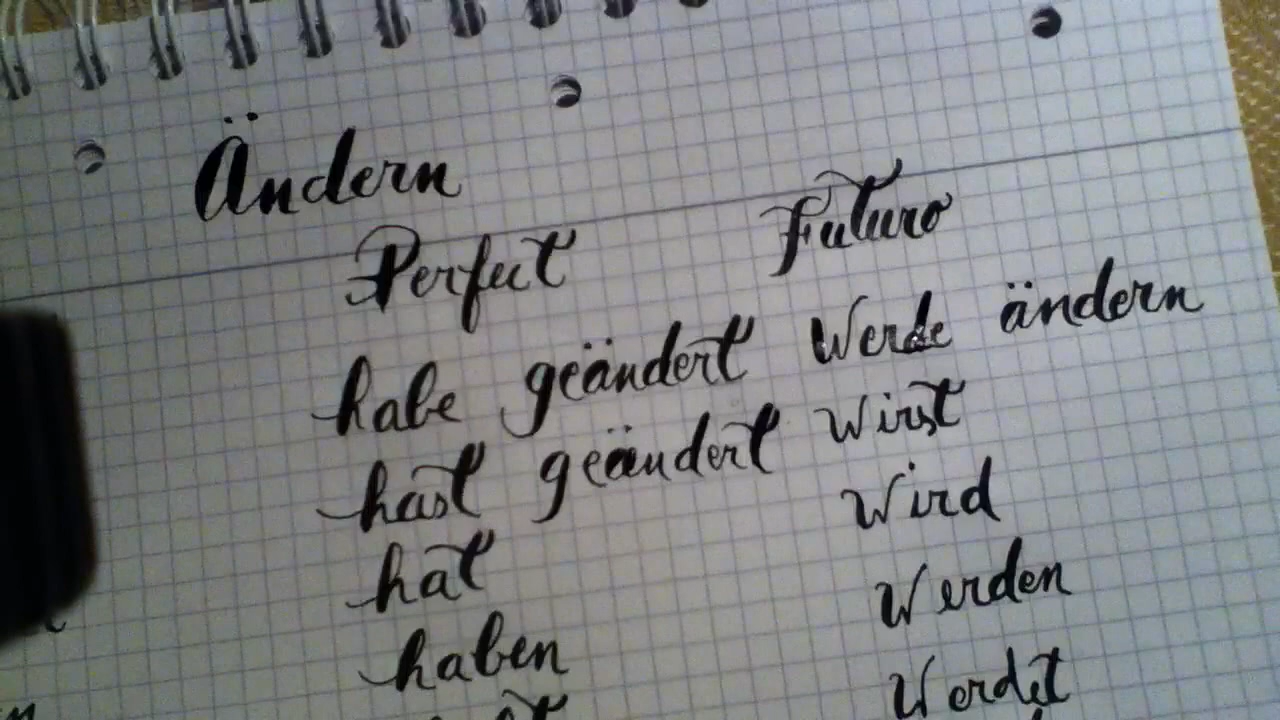 Ändern
Perfect Futuro
habe geändert Werde ändern
hast geändert Wirst
hat Wird
haben Werden
Werdet